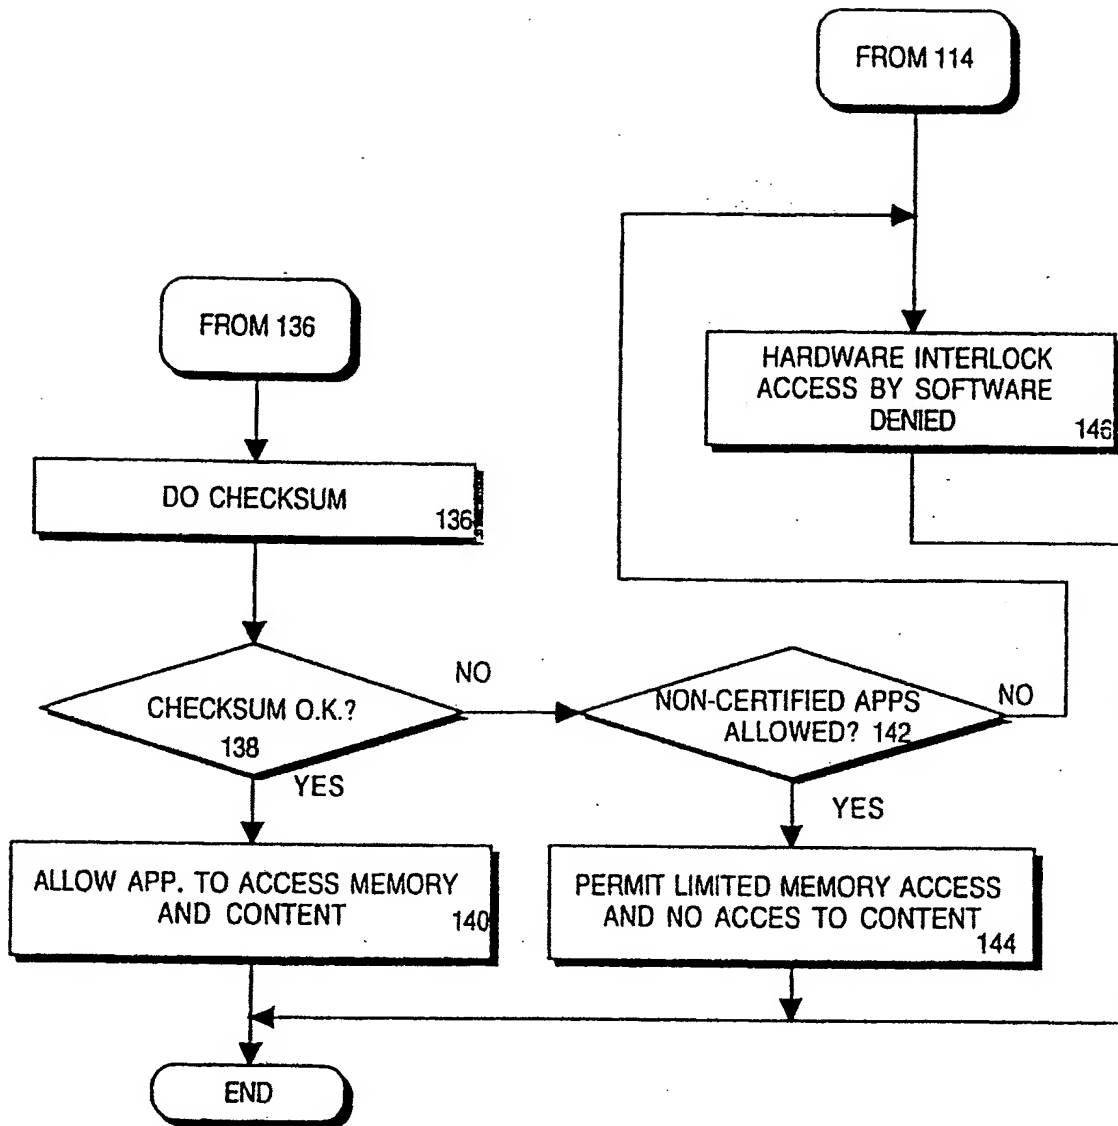 FROM 114
FROM 136
HARDWARE INTERLOCK
ACCESS BY SOFTWARE
DENIED
146
DO CHECKSUM
136
CHECKSUM O.K.?
138
NO
YES
NON-CERTIFIED APPS
ALLOWED? 142
NO
YES
ALLOW APP. TO ACCESS MEMORY
AND CONTENT
140
PERMIT LIMITED MEMORY ACCESS
AND NO ACCES TO CONTENT
144
END